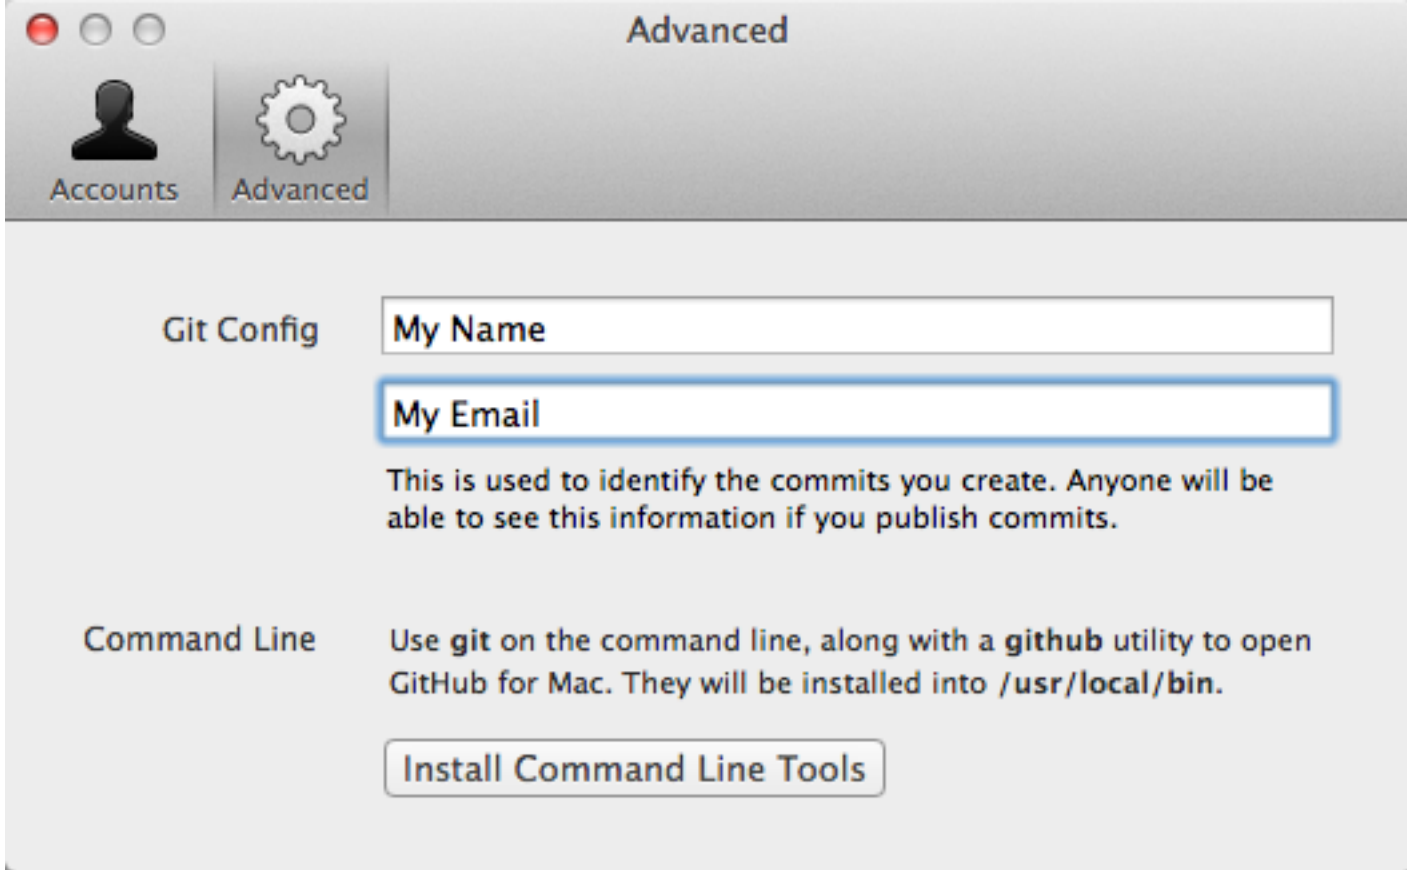 Advanced
Accounts
Advanced
Git Config
My Name
My Email
This is used to identify the commits you create. Anyone will be
able to see this information if you publish commits.
Command Line
Use git on the command line, along with a github utility to open
GitHub for Mac. They will be installed into /usr/local/bin.
Install Command Line Tools